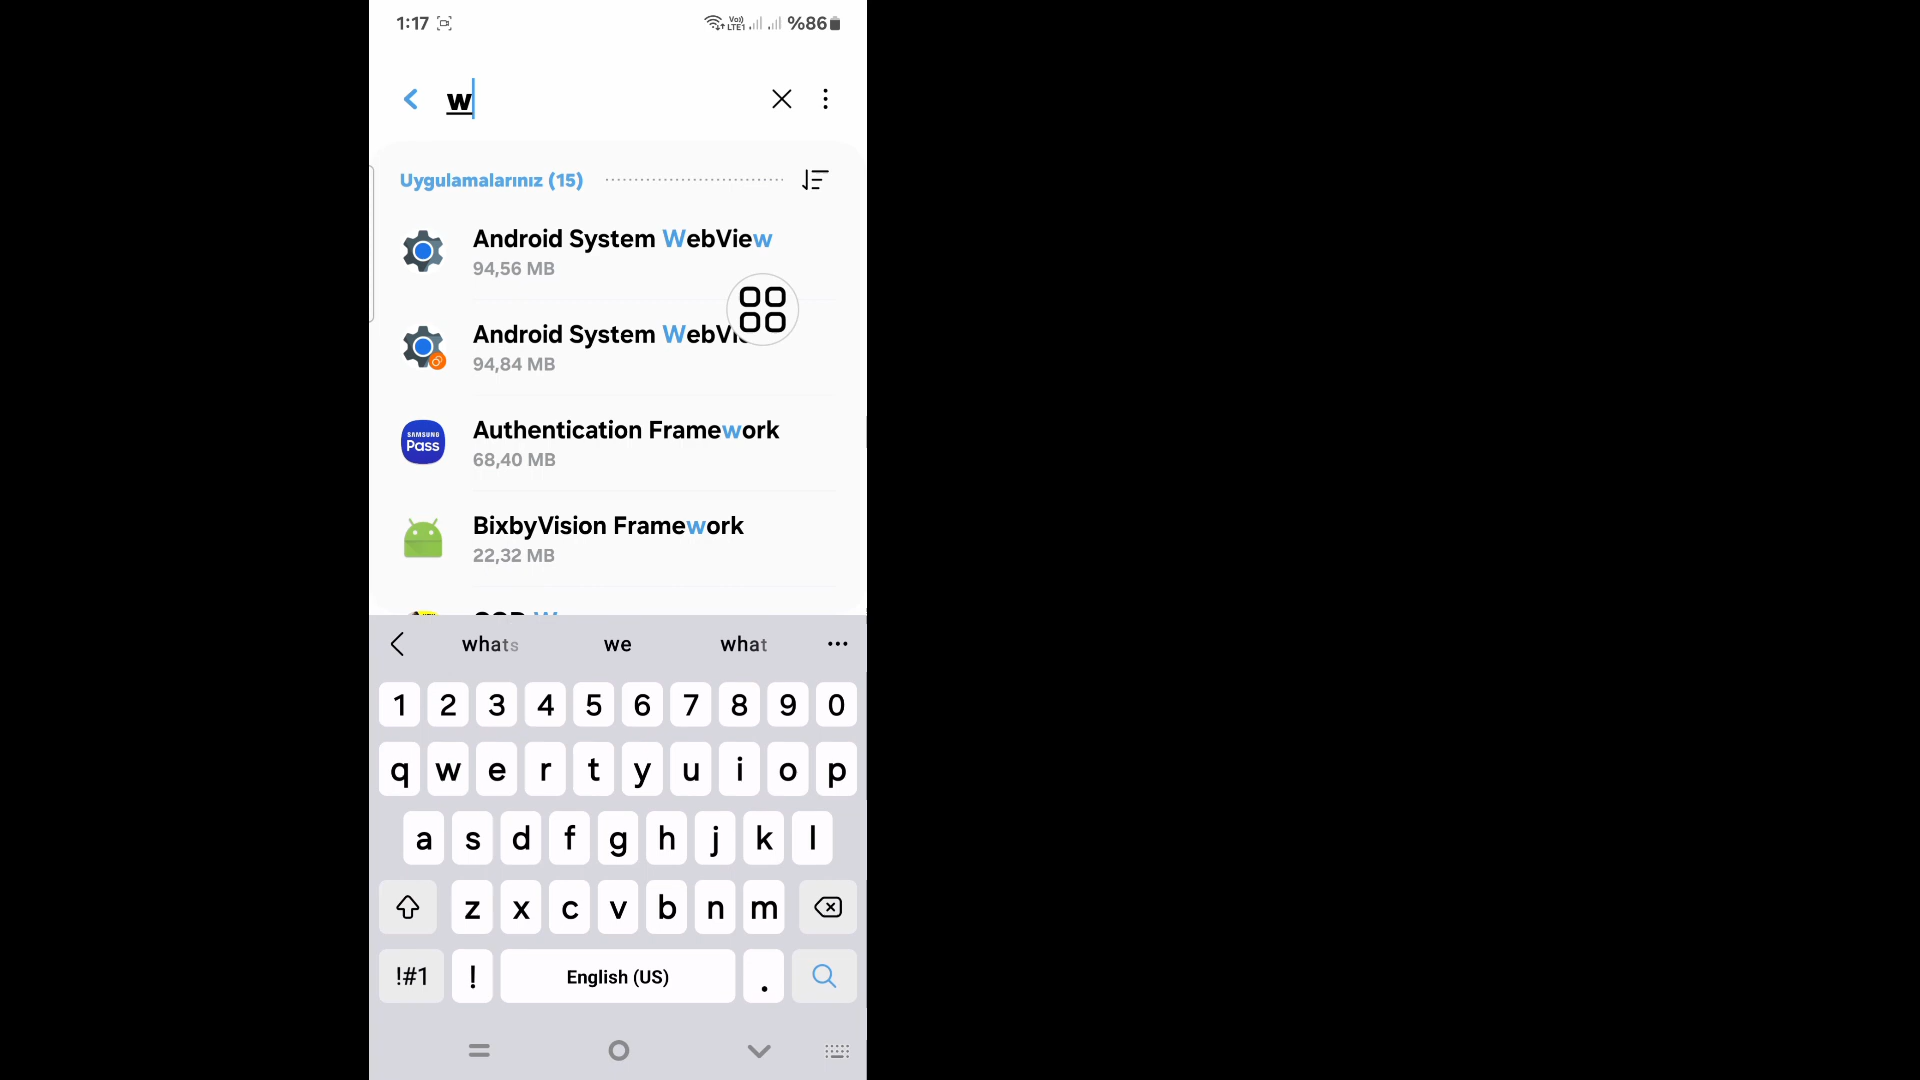 1:17 Vo)) LTE1 %86
w
Uygulamalarınız (15)
Android System WebView
94,56 MB
Android System WebVi
94,84 MB
SAMSUNG
Pass
Authentication Framework
68,40 MB
BixbyVision Framework
22,32 MB
whats we what
1 2 3 4 5 6 7 8 9 0
q w e r t y u i o p
a s d f g h j k l
z x c v b n m
!#1 ! English (US) .